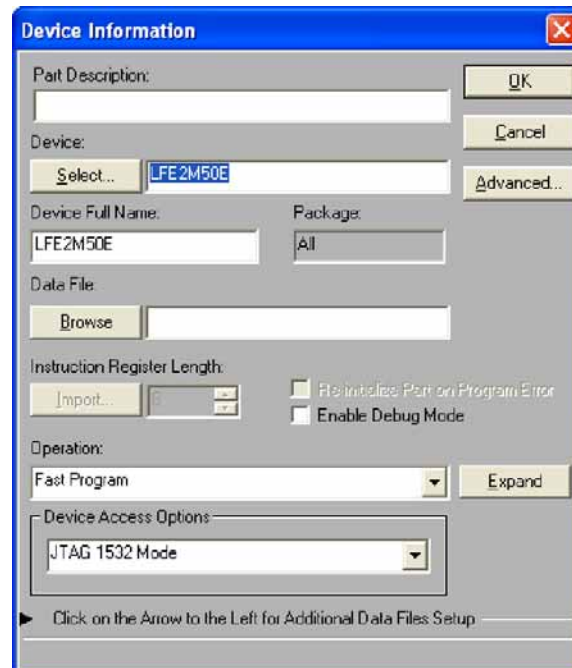 Device Information
Part Description:
OK
Device:
Cancel
Select...
LFE2M50E
Advanced...
Device Full Name:
Package:
LFE2M50E
All
Data File:
Browse
Instruction Register Length:
Import...
8
Re-initialize Part on Program Error
Enable Debug Mode
Operation:
Fast Program
Expand
Device Access Options
JTAG 1532 Mode
Click on the Arrow to the Left for Additional Data Files Setup